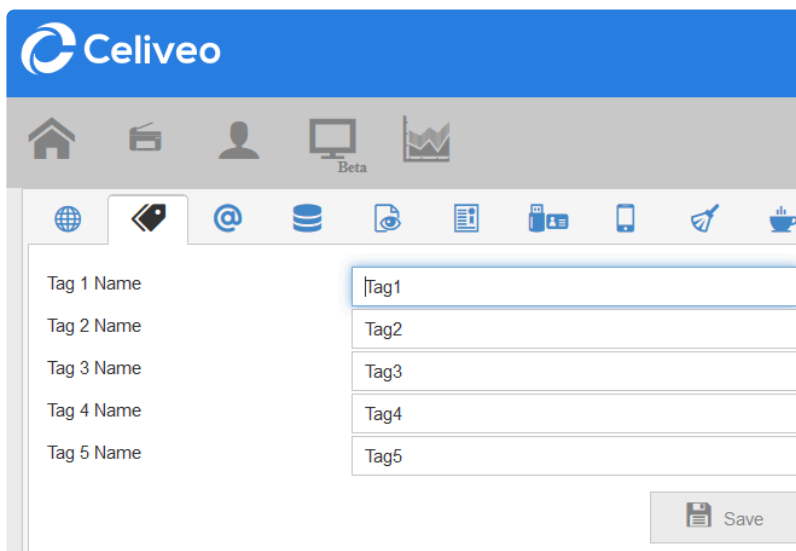 Celiveo
Beta
Tag 1 Name
Tag1
Tag 2 Name
Tag2
Tag 3 Name
Tag3
Tag 4 Name
Tag4
Tag 5 Name
Tag5
Save